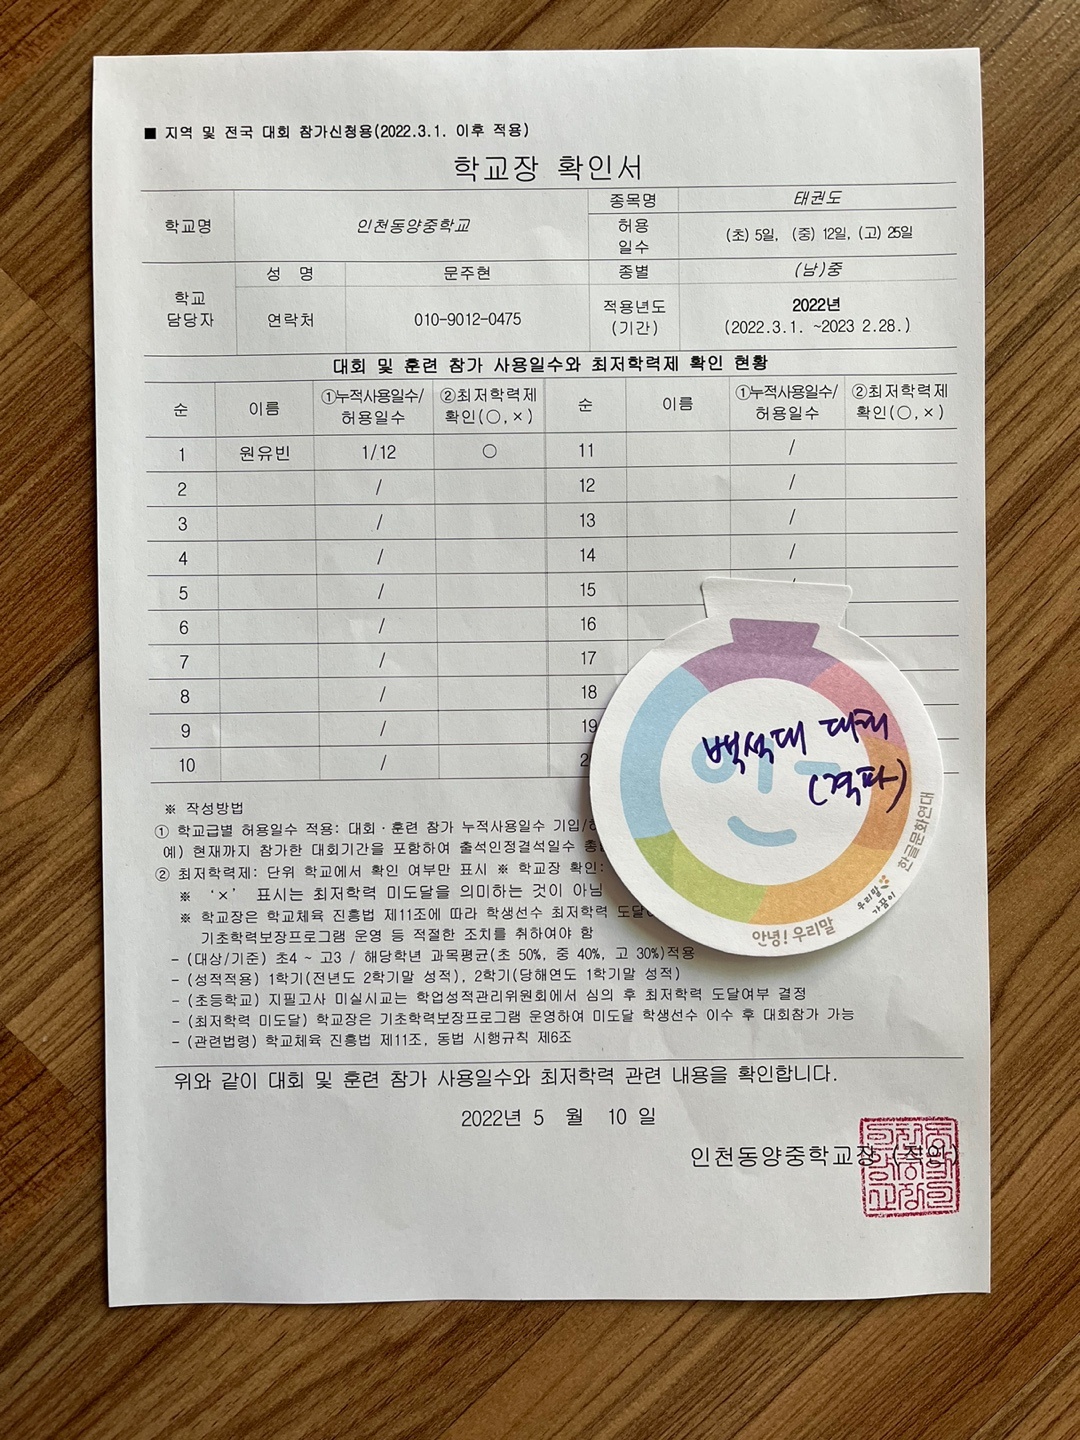 ■ 지역 및 전국 대회 참가신청용(2022.3.1. 이후 적용)
학교장 확인서
학교명 인천동양중학교 종목명 태권도
허용 일수 (초) 5일, (중) 12일, (고) 25일
학교 담당자 성 명 문주현 종별 (남)중
연락처 010-9012-0475 적용년도 (기간) 2022년 (2022.3.1. ~2023 2.28.)
대회 및 훈련 참가 사용일수와 최저학력제 확인 현황
순 이름 ①누적사용일수/허용일수 ②최저학력제 확인(○,×) 순 이름 ①누적사용일수/허용일수 ②최저학력제 확인(○,×)
1 원유빈 1/12 ○ 11 /
2 / 12 /
3 / 13 /
4 / 14 /
5 / 15 /
6 / 16
7 / 17
8 / 18
9 / 19
10 / 2
백석대 대회
(격파)
한글문화연대
우리말 가꿈이
안녕! 우리말
※ 작성방법
① 학교급별 허용일수 적용: 대회·훈련 참가 누적사용일수 기입/
예) 현재까지 참가한 대회기간을 포함하여 출석인정결석일수
② 최저학력제: 단위 학교에서 확인 여부만 표시 ※ 학교장 확인:
※ '×' 표시는 최저학력 미도달을 의미하는 것이 아님
※ 학교장은 학교체육 진흥법 제11조에 따라 학생선수 최저학력
기초학력보장프로그램 운영 등 적절한 조치를 취하여야 함
- (대상/기준) 초4 ~ 고3 / 해당학년 과목평균(초 50%, 중 40%, 고 30%)적용
- (성적적용) 1학기(전년도 2학기말 성적), 2학기(당해연도 1학기말 성적)
- (초등학교) 지필고사 미실시교는 학업성적관리위원회에서 심의 후 최저학력 도달여부 결정
- (최저학력 미도달) 학교장은 기초학력보장프로그램 운영하여 미도달 학생선수 이수 후 대회참가 가능
- (관련법령) 학교체육 진흥법 제11조, 동법 시행규칙 제6조
위와 같이 대회 및 훈련 참가 사용일수와 최저학력 관련 내용을 확인합니다.
2022년 5 월 10 일
인천동양중학교장 (직인)